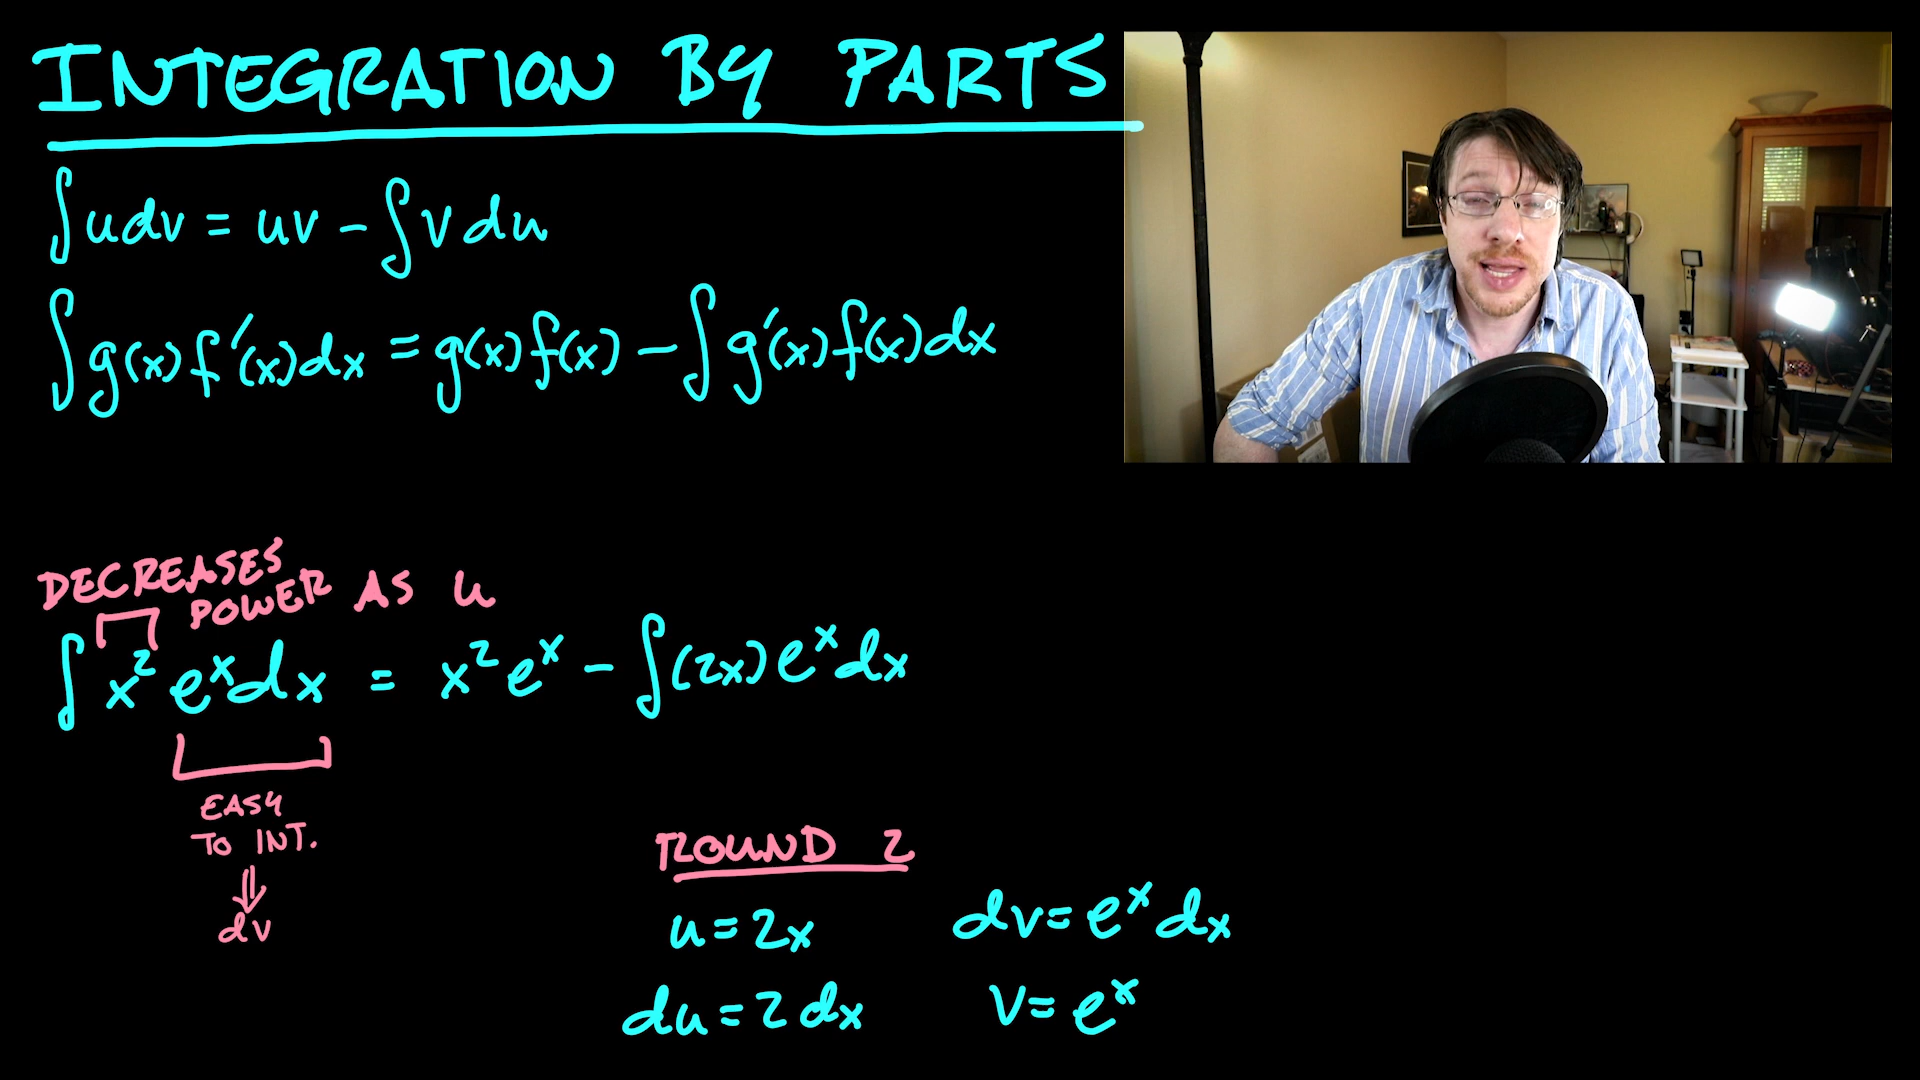 INTEGRATION BY PARTS
∫udv = uv - ∫vdu
∫g(x)f'(x)dx = g(x)f(x) - ∫g'(x)f(x)dx
DECREASES
POWER AS u
∫x²eˣdx = x²eˣ - ∫(2x)eˣdx
EASY
TO INT.
⇓
dv
ROUND 2
u=2x dv=eˣdx
du=2dx v=eˣ